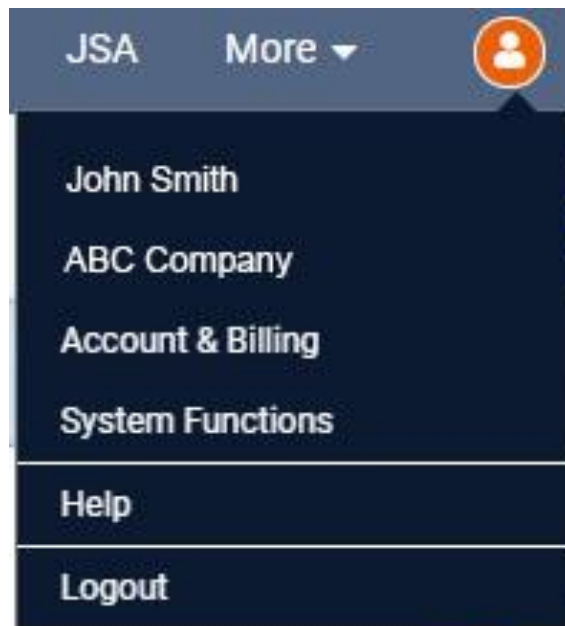 JSA More
John Smith
ABC Company
Account & Billing
System Functions
Help
Logout